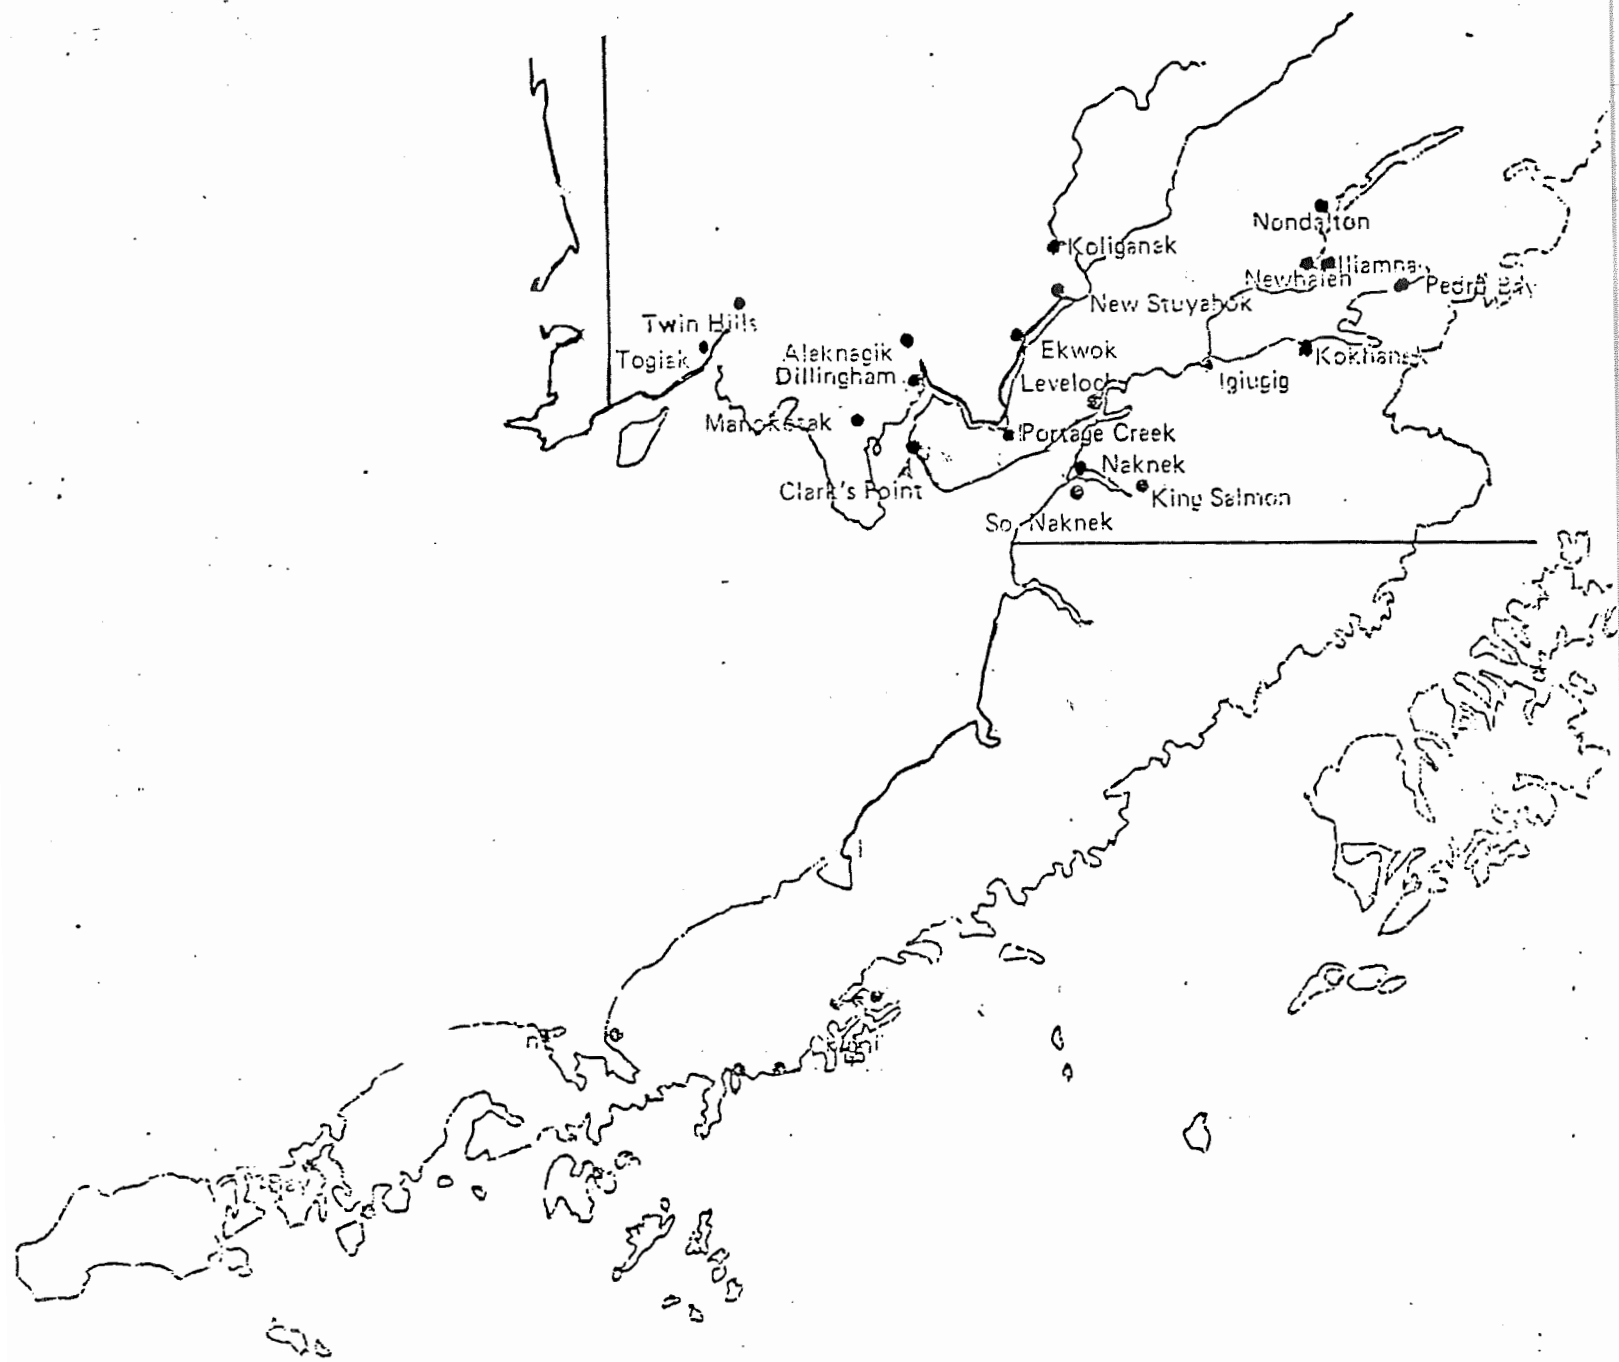 Nondalton
Koliganek
Iliamna
Newhalen
Pedro Bay
New Stuyahok
Twin Hills
Togiak
Aleknagik
Ekwok
Kokhanok
Dillingham
Levelock
Igiugig
Manokotak
Portage Creek
Naknek
Clark's Point
King Salmon
So. Naknek